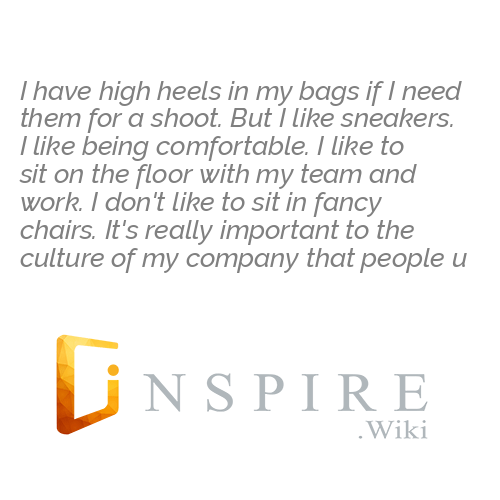 I have high heels in my bags if I need
them for a shoot. But I like sneakers.
I like being comfortable. I like to
sit on the floor with my team and
work. I don't like to sit in fancy
chairs. It's really important to the
culture of my company that people u
iNSPIRE
.Wiki